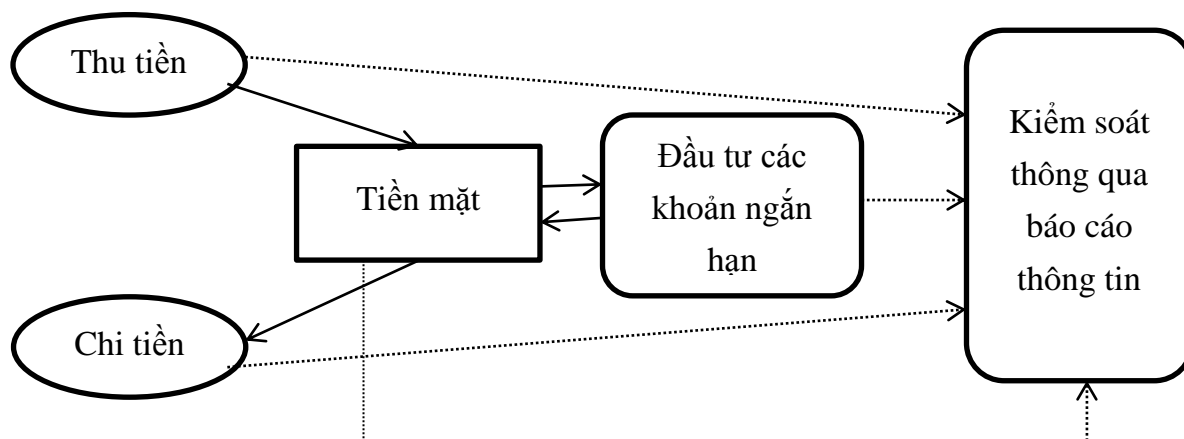 Thu tiền
Tiền mặt
Đầu tư các
khoản ngắn
hạn
Kiểm soát
thông qua
báo cáo
thông tin
Chi tiền